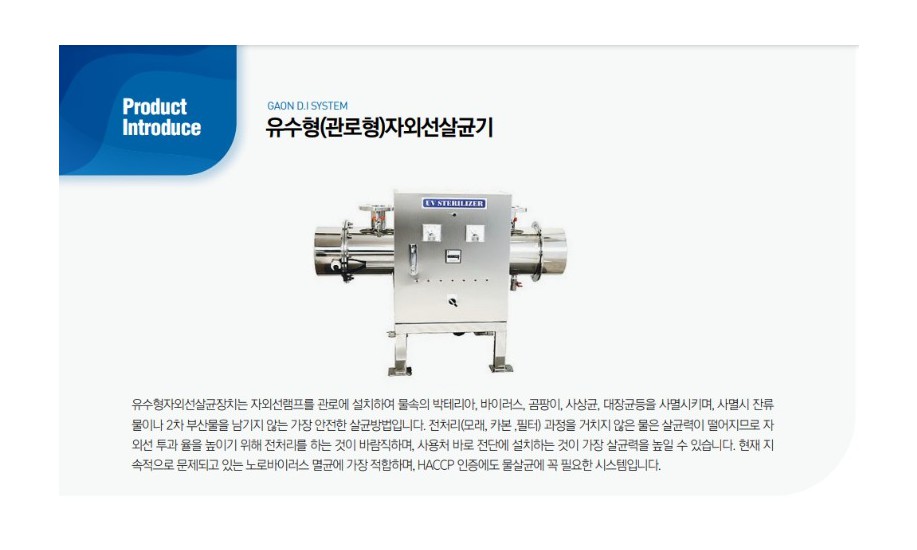 Product
Introduce
GAON D.I SYSTEM
유수형(관로형)자외선살균기
UV STERILIZER
유수형자외선살균장치는 자외선램프를 관로에 설치하여 물속의 박테리아, 바이러스, 곰팡이, 사상균, 대장균등을 사멸시키며, 사멸시 잔류
물이나 2차 부산물을 남기지 않는 가장 안전한 살균방법입니다. 전처리(모래, 카본 ,필터) 과정을 거치지 않은 물은 살균력이 떨어지므로 자
외선 투과 율을 높이기 위해 전처리를 하는 것이 바람직하며, 사용처 바로 전단에 설치하는 것이 가장 살균력을 높일 수 있습니다. 현재 지
속적으로 문제되고 있는 노로바이러스 멸균에 가장 적합하며, HACCP 인증에도 물살균에 꼭 필요한 시스템입니다.